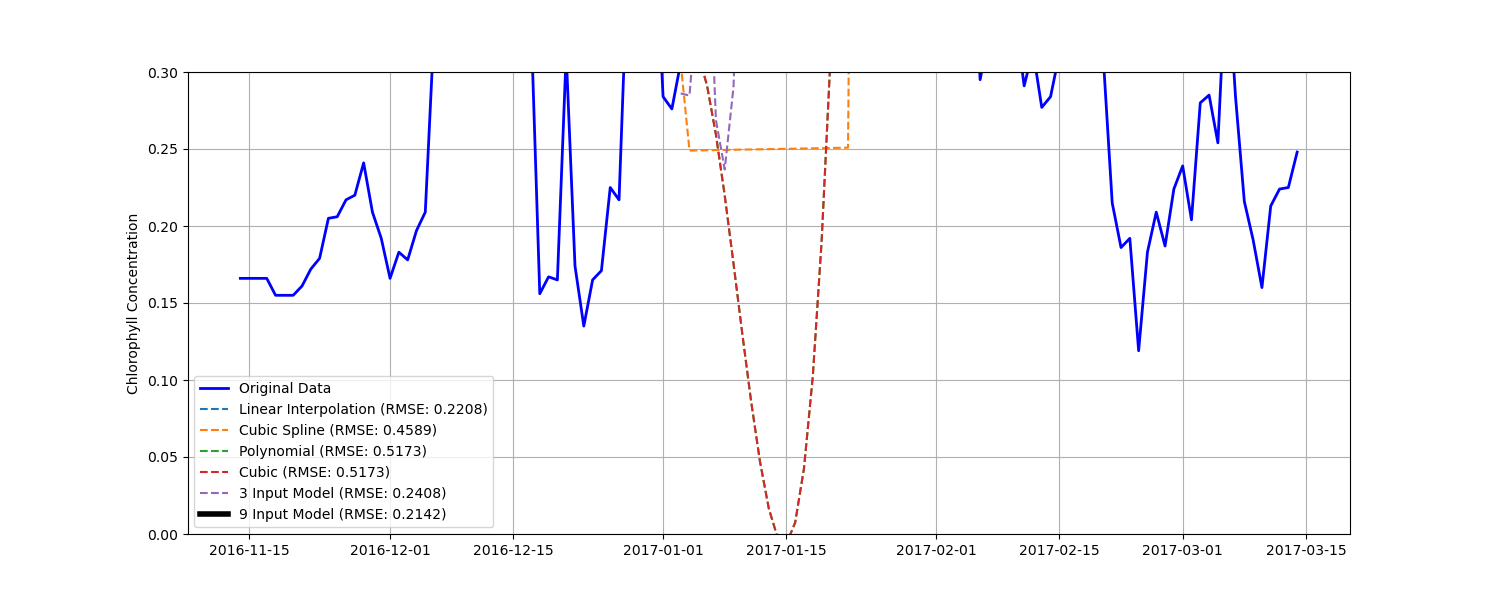 0.30
0.25
0.20
0.15
0.10
0.05
0.00
Chlorophyll Concentration
Original Data
Linear Interpolation (RMSE: 0.2208)
Cubic Spline (RMSE: 0.4589)
Polynomial (RMSE: 0.5173)
Cubic (RMSE: 0.5173)
3 Input Model (RMSE: 0.2408)
9 Input Model (RMSE: 0.2142)
2016-11-15 2016-12-01 2016-12-15 2017-01-01 2017-01-15 2017-02-01 2017-02-15 2017-03-01 2017-03-15